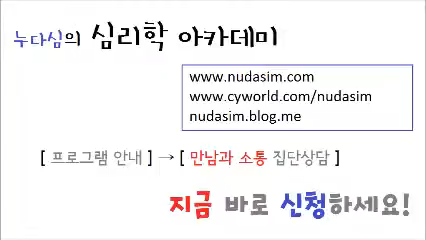 누다심의 심리학 아카데미
www.nudasim.com
www.cyworld.com/nudasim
nudasim.blog.me
[ 프로그램 안내 ] → [ 만남과 소통 집단상담 ]
지금 바로 신청하세요!